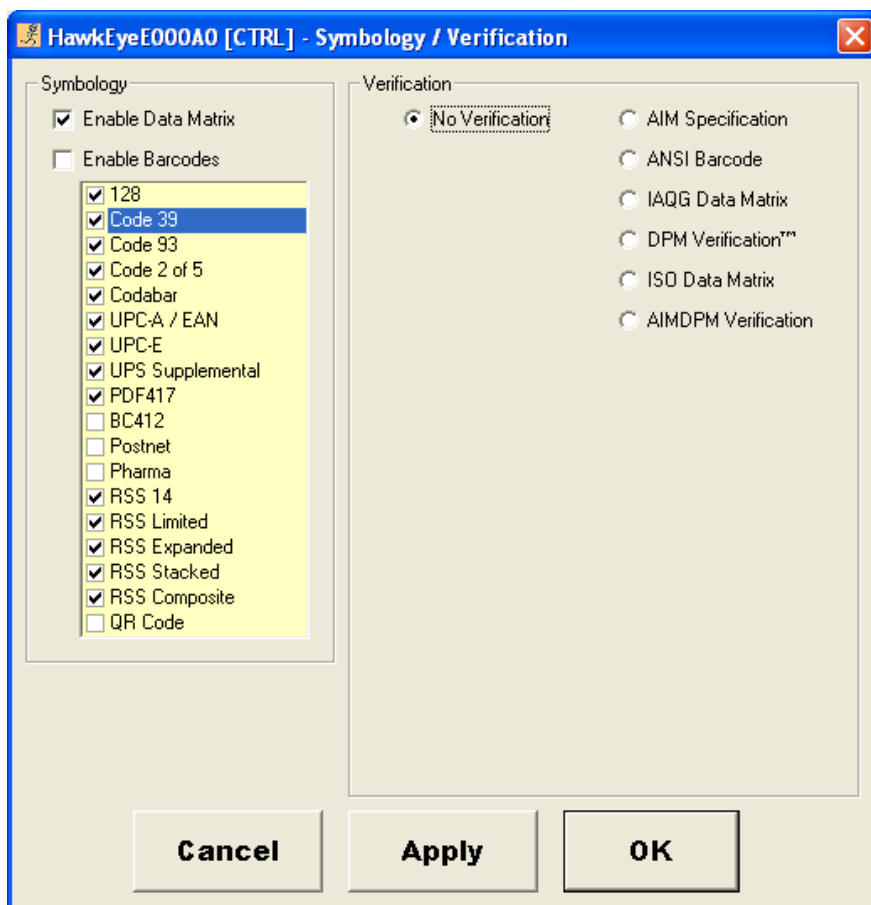 HawkEyeE000A0 [CTRL] - Symbology / Verification
Symbology
Enable Data Matrix
Enable Barcodes
128
Code 39
Code 93
Code 2 of 5
Codabar
UPC-A / EAN
UPC-E
UPS Supplemental
PDF417
BC412
Postnet
Pharma
RSS 14
RSS Limited
RSS Expanded
RSS Stacked
RSS Composite
QR Code
Verification
No Verification
AIM Specification
ANSI Barcode
IAQG Data Matrix
DPM Verification™
ISO Data Matrix
AIMDPM Verification
Cancel
Apply
OK